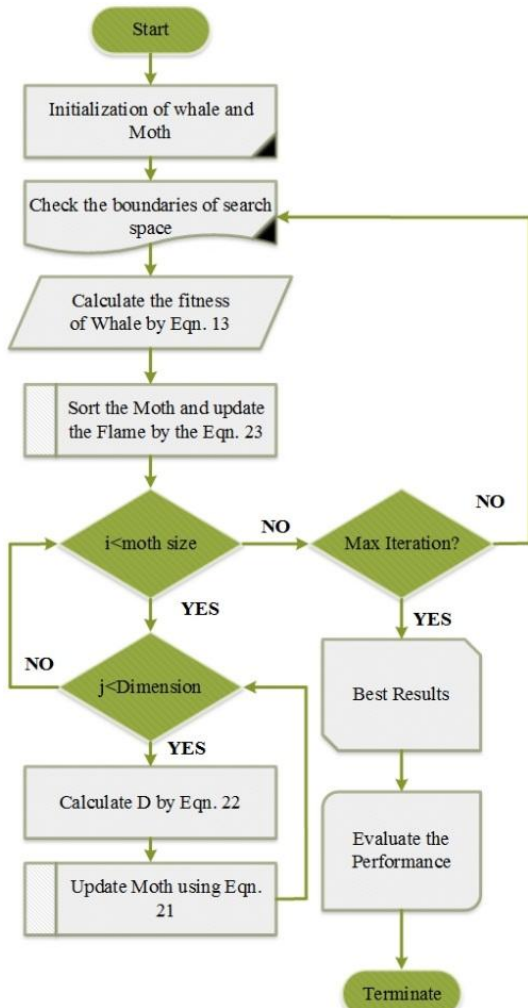 Start
Initialization of whale and
Moth
Check the boundaries of search
space
Calculate the fitness
of Whale by Eqn. 13
Sort the Moth and update
the Flame by the Eqn. 23
i<moth size
NO
Max Iteration?
NO
YES
YES
NO
j<Dimension
Best Results
YES
Calculate D by Eqn. 22
Evaluate the
Performance
Update Moth using Eqn.
21
Terminate